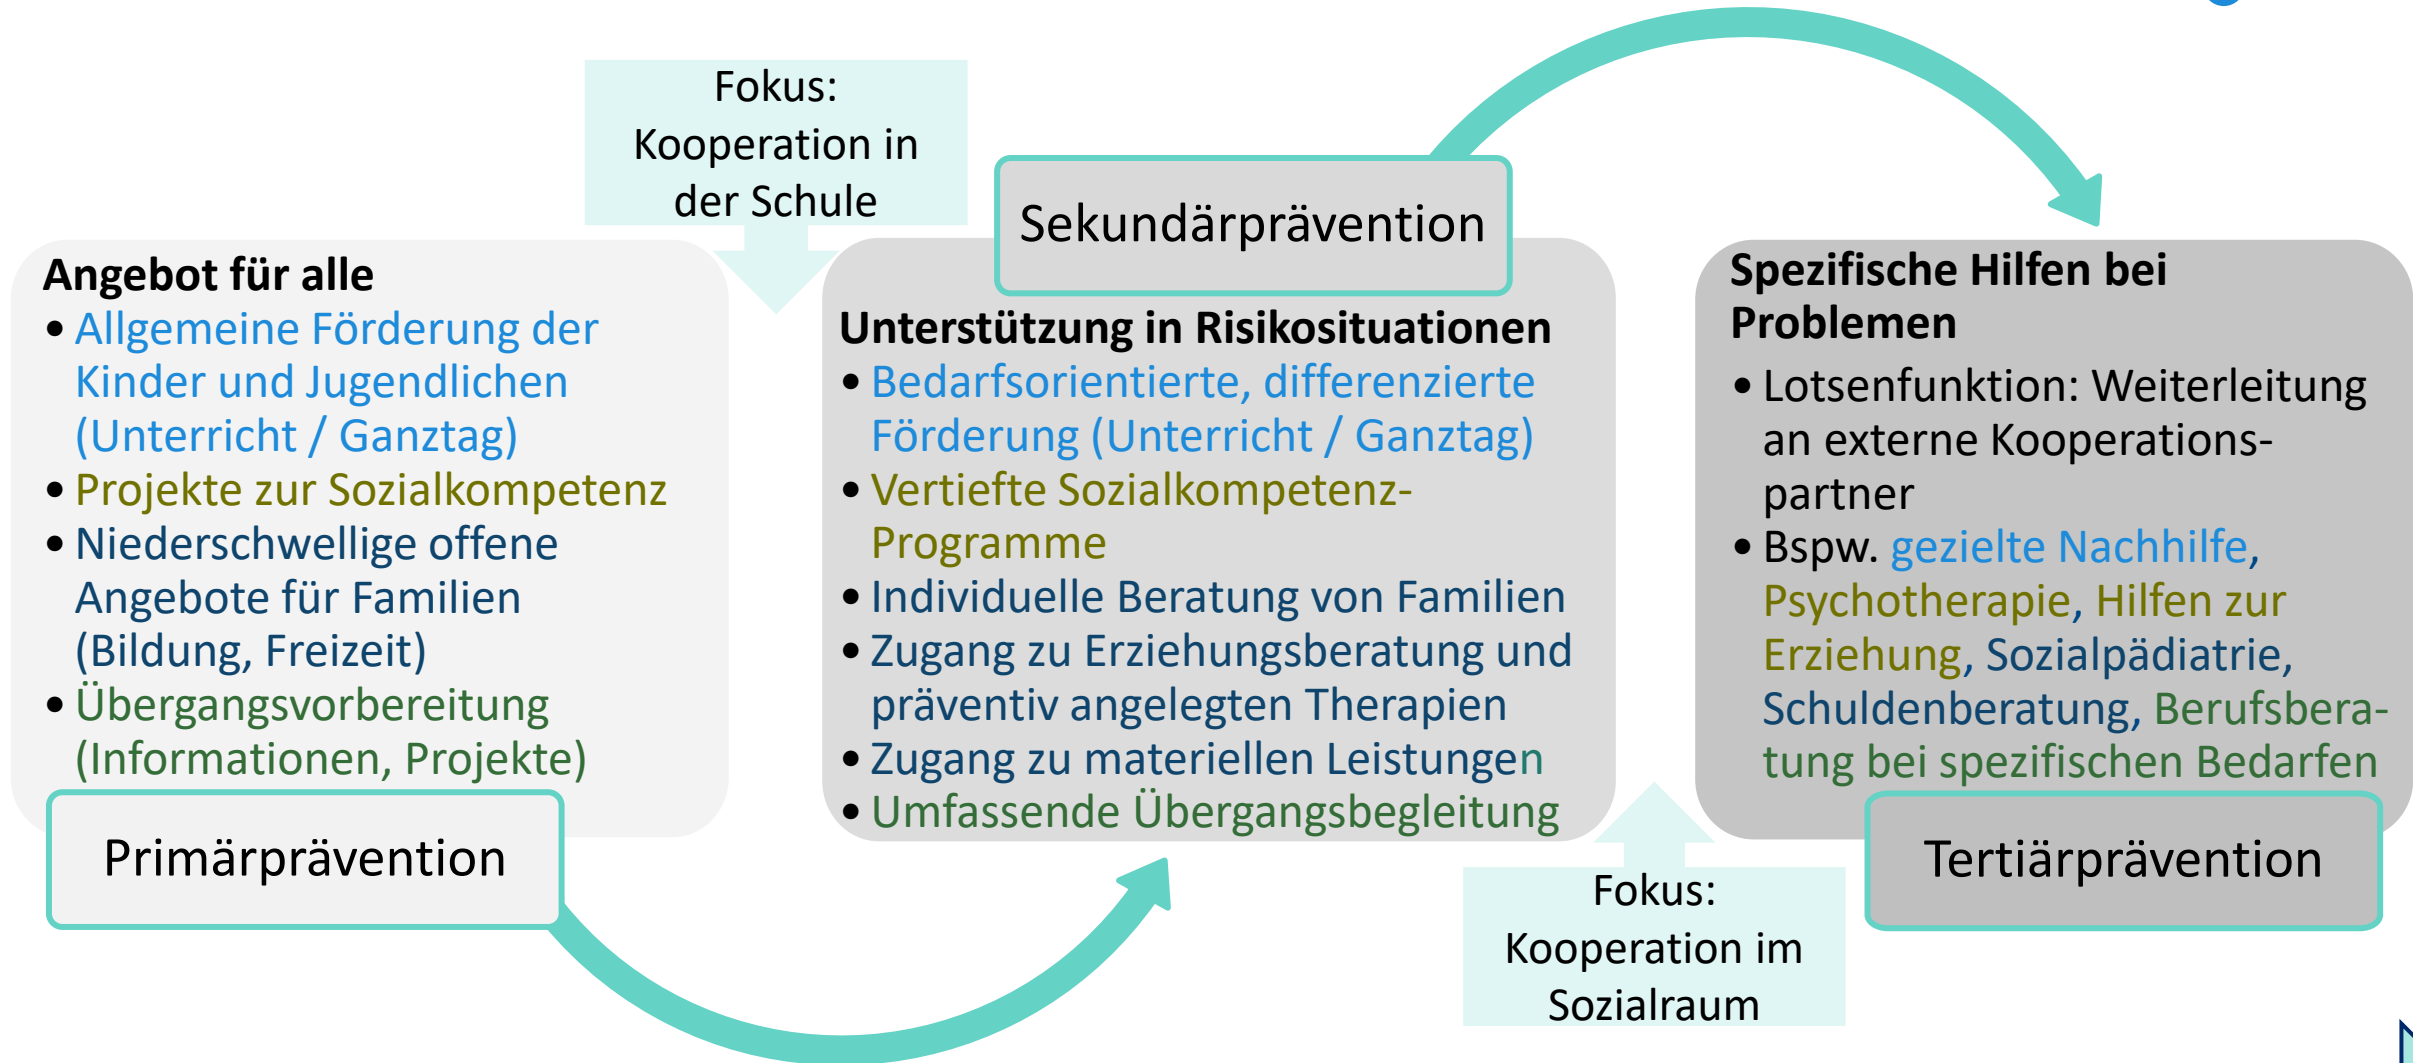 Fokus:
Kooperation in
der Schule
Angebot für alle
• Allgemeine Förderung der
Kinder und Jugendlichen
(Unterricht / Ganztag)
• Projekte zur Sozialkompetenz
• Niederschwellige offene
Angebote für Familien
(Bildung, Freizeit)
• Übergangsvorbereitung
(Informationen, Projekte)
Primärprävention
Sekundärprävention
Unterstützung in Risikosituationen
• Bedarfsorientierte, differenzierte
Förderung (Unterricht / Ganztag)
• Vertiefte Sozialkompetenz-
Programme
• Individuelle Beratung von Familien
• Zugang zu Erziehungsberatung und
präventiv angelegten Therapien
• Zugang zu materiellen Leistungen
• Umfassende Übergangsbegleitung
Spezifische Hilfen bei
Problemen
• Lotsenfunktion: Weiterleitung
an externe Kooperations-
partner
• Bspw. gezielte Nachhilfe,
Psychotherapie, Hilfen zur
Erziehung, Sozialpädiatrie,
Schuldenberatung, Berufsbera-
tung bei spezifischen Bedarfen
Tertiärprävention
Fokus:
Kooperation im
Sozialraum